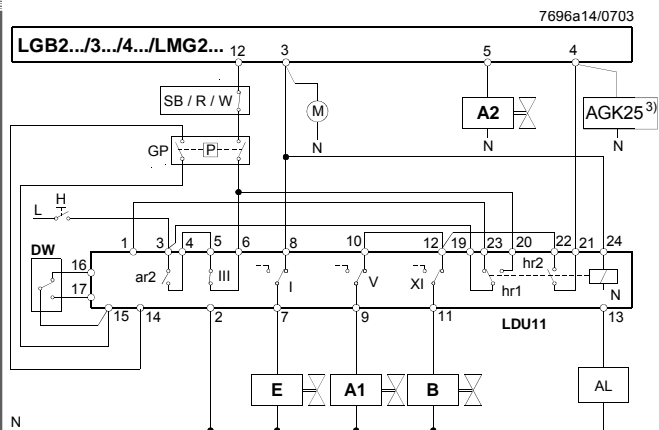 7696a14/0703
LGB2.../3.../4.../LMG2...
12 3 5 4
SB / R / W
M
A2
AGK25 3)
N N N
GP P
H
L
DW
1 3 4 5 6 8 10 12 19 23 20 22 21 24
16
ar2 III I V XI hr1 hr2
17
N
15 14 2 7 9 11 LDU11 13
E A1 B AL
N